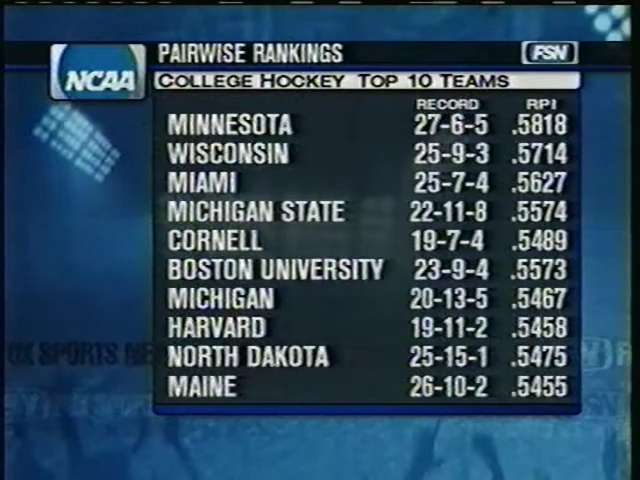 NCAA
PAIRWISE RANKINGS
FSN
COLLEGE HOCKEY TOP 10 TEAMS
RECORD RPI
MINNESOTA 27-6-5 .5818
WISCONSIN 25-9-3 .5714
MIAMI 25-7-4 .5627
MICHIGAN STATE 22-11-8 .5574
CORNELL 19-7-4 .5489
BOSTON UNIVERSITY 23-9-4 .5573
MICHIGAN 20-13-5 .5467
HARVARD 19-11-2 .5458
NORTH DAKOTA 25-15-1 .5475
MAINE 26-10-2 .5455